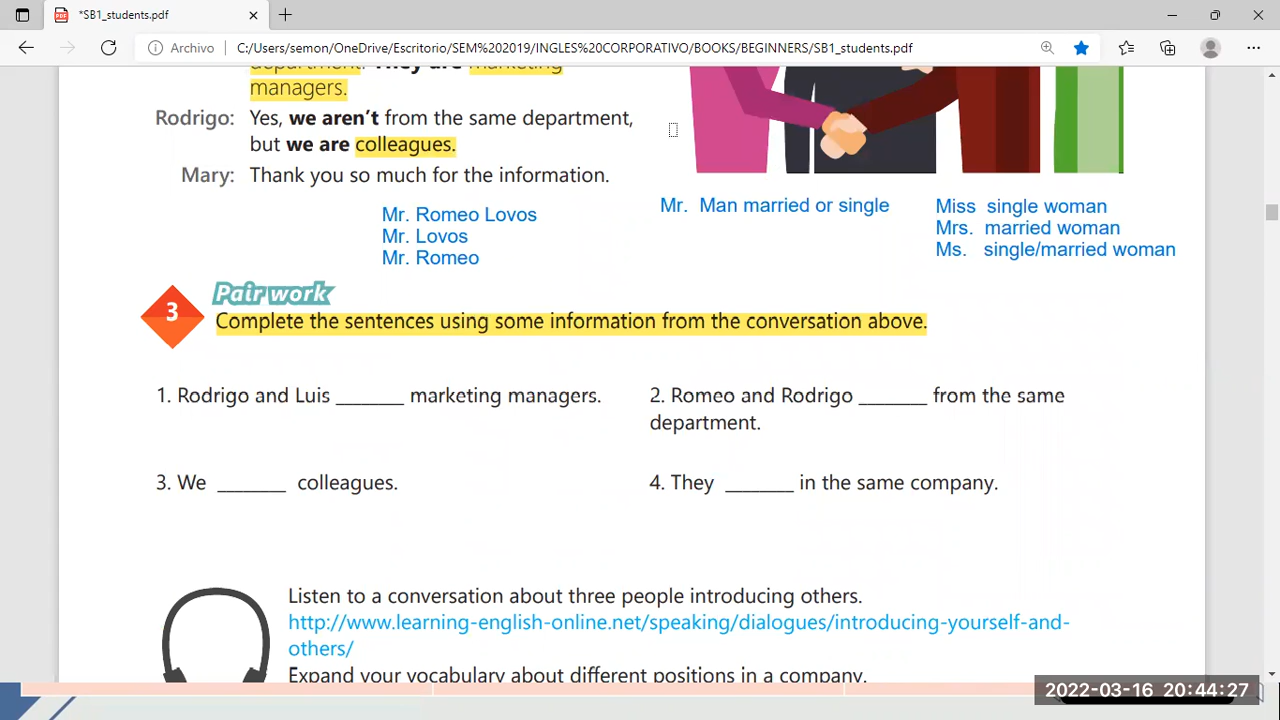 *SB1_students.pdf
Archivo
C:/Users/semon/OneDrive/Escritorio/SEM%202019/INGLES%20CORPORATIVO/BOOKS/BEGINNERS/SB1_students.pdf
department. They are marketing
managers.
Rodrigo: Yes, we aren't from the same department,
but we are colleagues.
Mary: Thank you so much for the information.
Mr. Romeo Lovos
Mr. Lovos
Mr. Romeo
Mr. Man married or single
Miss single woman
Mrs. married woman
Ms. single/married woman
3
Pair work
Complete the sentences using some information from the conversation above.
1. Rodrigo and Luis _______ marketing managers.
2. Romeo and Rodrigo _______ from the same
department.
3. We _______ colleagues.
4. They _______ in the same company.
Listen to a conversation about three people introducing others.
http://www.learning-english-online.net/speaking/dialogues/introducing-yourself-and-
others/
Expand your vocabulary about different positions in a company.
2022-03-16 20:44:27